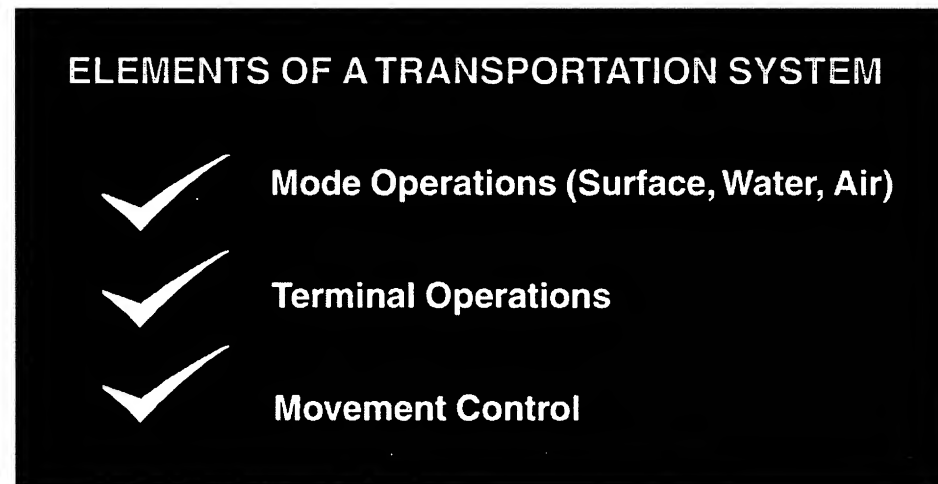 ELEMENTS OF A TRANSPORTATION SYSTEM
Mode Operations (Surface, Water, Air)
Terminal Operations
Movement Control